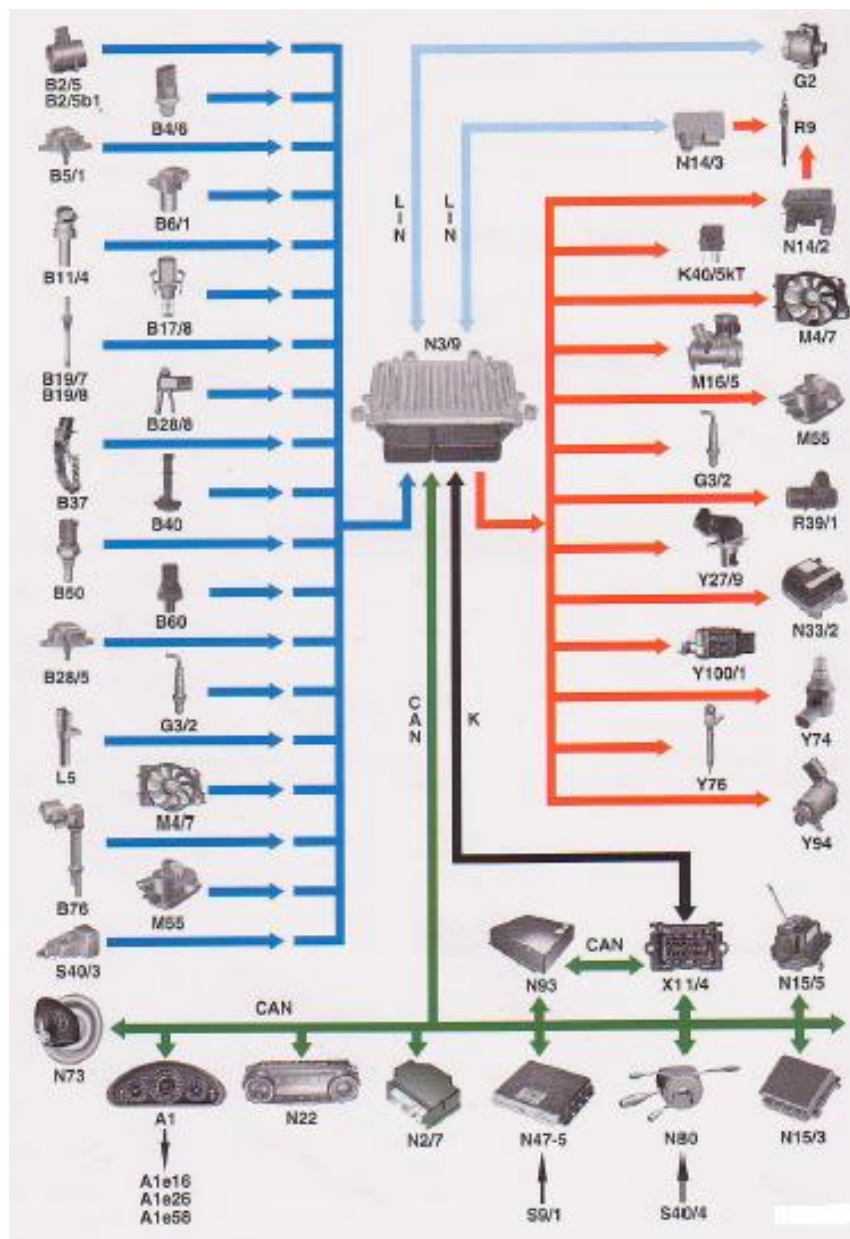 B2/5
B2/5b1
B4/6
B5/1
B6/1
B11/4
B17/8
B19/7
B19/8
B28/8
B37
B40
B50
B60
B28/5
G3/2
L5
M4/7
B76
M55
S40/3
LIN
LIN
N3/9
CAN
K
G2
R9
N14/3
N14/2
K40/5kT
M4/7
M16/5
M55
G3/2
R39/1
Y27/9
N33/2
Y100/1
Y74
Y76
Y94
CAN
N93
X11/4
N15/5
CAN
N73
A1
N22
N2/7
N47-5
N80
N15/3
A1e16
A1e26
A1e58
S9/1
S40/4